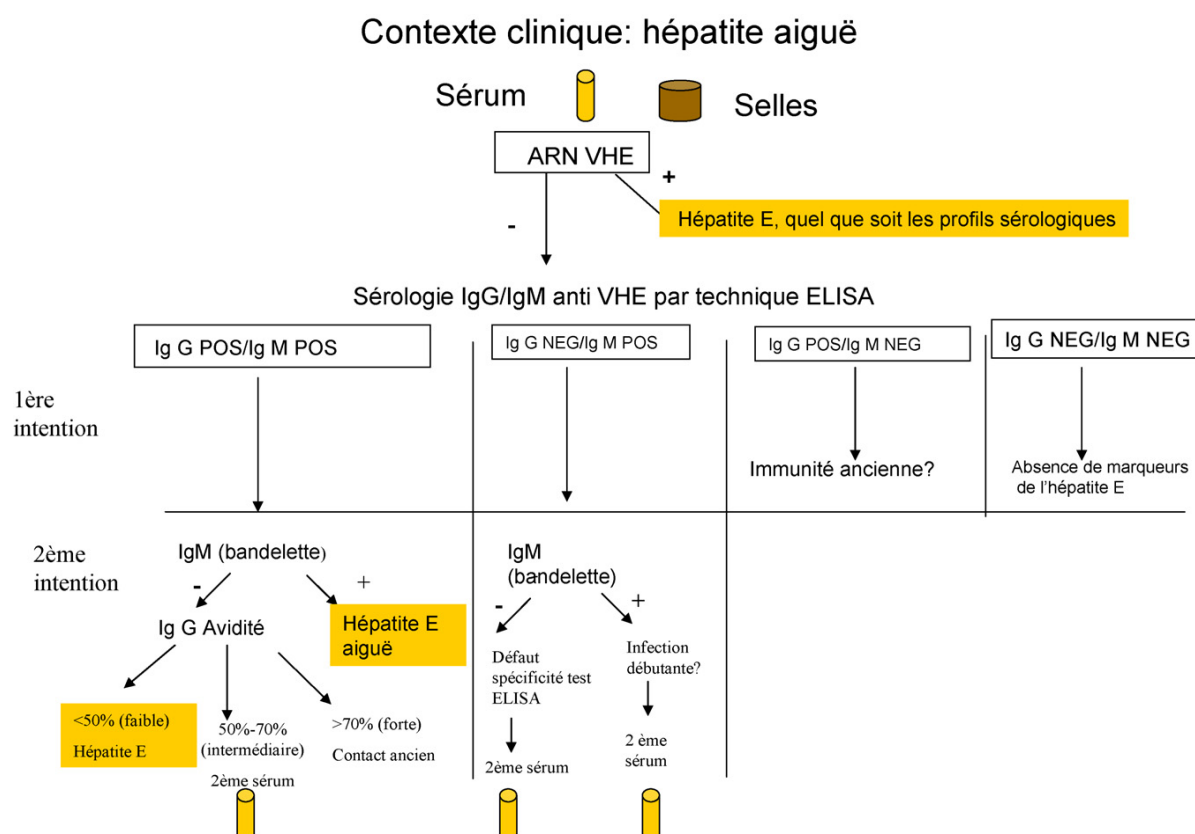 Contexte clinique: hépatite aiguë
Sérum
Selles
ARN VHE
+
Hépatite E, quel que soit les profils sérologiques
-
Sérologie IgG/IgM anti VHE par technique ELISA
Ig G POS/Ig M POS
Ig G NEG/Ig M POS
Ig G POS/Ig M NEG
Ig G NEG/Ig M NEG
1ère
intention
Immunité ancienne?
Absence de marqueurs
de l'hépatite E
2ème
intention
IgM (bandelette)
-
+
Ig G Avidité
Hépatite E
aiguë
<50% (faible)
Hépatite E
50%-70%
(intermédiaire)
2ème sérum
>70% (forte)
Contact ancien
IgM
(bandelette)
-
+
Défaut
spécificité test
ELISA
2ème sérum
Infection
débutante?
2 ème
sérum